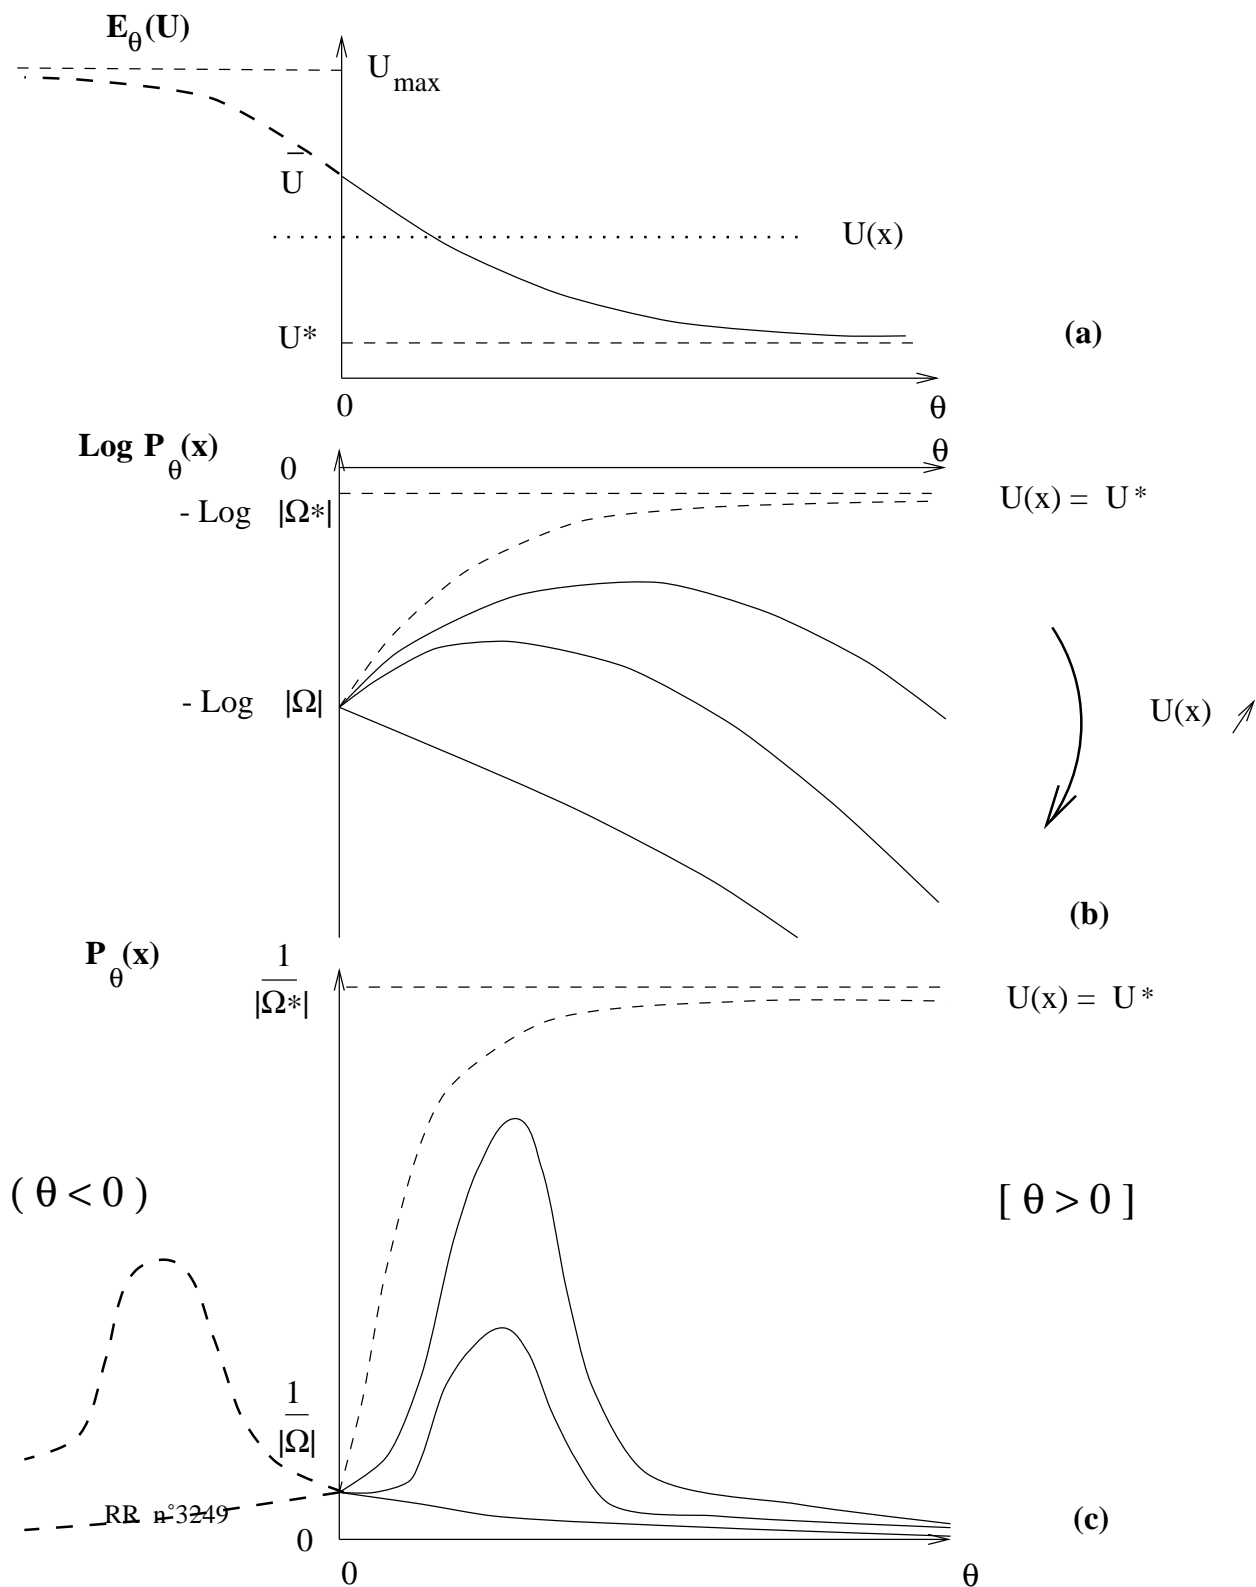 E_θ(U)
U_max
U̅
U(x)
U*
(a)
0
θ
Log P_θ(x)
0
θ
- Log |Ω*|
U(x) = U*
- Log |Ω|
U(x) ↗
(b)
P_θ(x)
1
|Ω*|
U(x) = U*
( θ < 0 )
[ θ > 0 ]
1
|Ω|
RR n°3249
0
(c)
0
θ